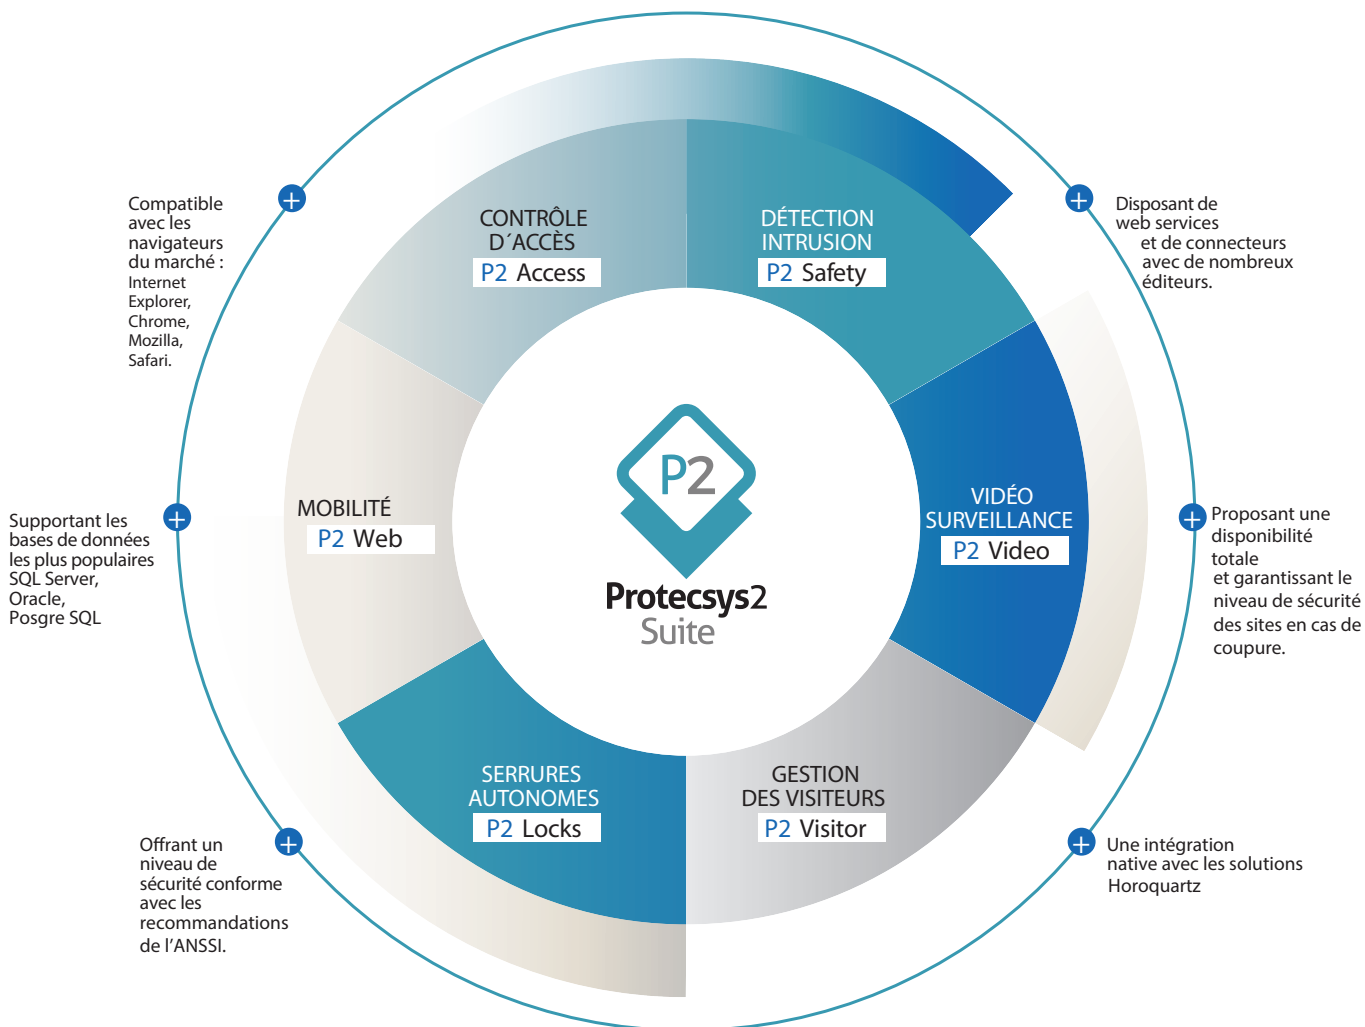 CONTRÔLE
D´ACCÈS
P2 Access
DÉTECTION
INTRUSION
P2 Safety
Compatible
avec les
navigateurs
du marché :
Internet
Explorer,
Chrome,
Mozilla,
Safari.
Disposant de
web services
et de connecteurs
avec de nombreux
éditeurs.
MOBILITÉ
P2 Web
P2
Protecsys2
Suite
VIDÉO
SURVEILLANCE
P2 Video
Supportant les
bases de données
les plus populaires
SQL Server,
Oracle,
Posgre SQL
Proposant une
disponibilité
totale
et garantissant le
niveau de sécurité
des sites en cas de
coupure.
SERRURES
AUTONOMES
P2 Locks
GESTION
DES VISITEURS
P2 Visitor
Offrant un
niveau de
sécurité conforme
avec les
recommandations
de l’ANSSI.
Une intégration
native avec les solutions
Horoquartz